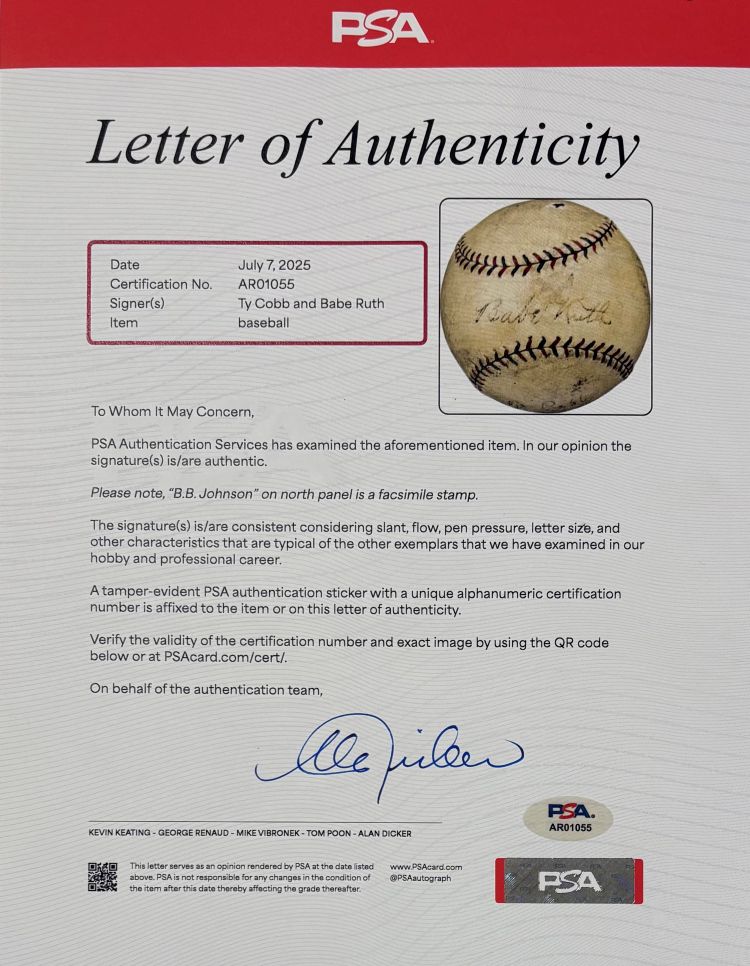 PSA
Letter of Authenticity
Date July 7, 2025
Certification No. AR01055
Signer(s) Ty Cobb and Babe Ruth
Item baseball
Babe Ruth
To Whom It May Concern,
PSA Authentication Services has examined the aforementioned item. In our opinion the
signature(s) is/are authentic.
Please note, “B.B. Johnson” on north panel is a facsimile stamp.
The signature(s) is/are consistent considering slant, flow, pen pressure, letter size, and
other characteristics that are typical of the other exemplars that we have examined in our
hobby and professional career.
A tamper-evident PSA authentication sticker with a unique alphanumeric certification
number is affixed to the item or on this letter of authenticity.
Verify the validity of the certification number and exact image by using the QR code
below or at PSAcard.com/cert/.
On behalf of the authentication team,
KEVIN KEATING - GEORGE RENAUD - MIKE VIBRONEK - TOM POON - ALAN DICKER
PSA
AR01055
This letter serves as an opinion rendered by PSA at the date listed
above. PSA is not responsible for any changes in the condition of
the item after this date thereby affecting the grade thereafter.
www.PSAcard.com
@PSAautograph
PSA